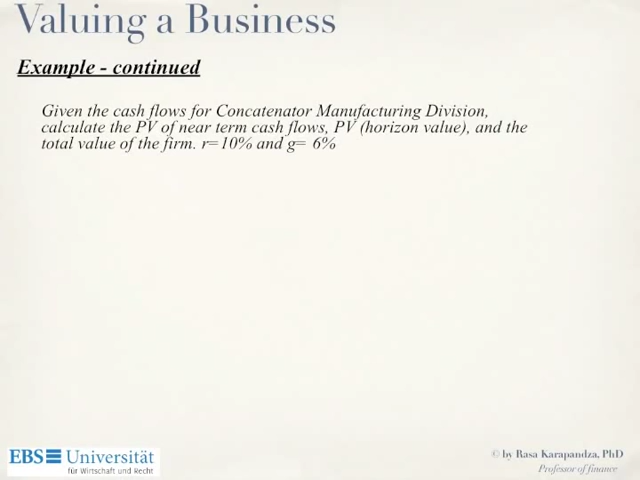 Valuing a Business
Example - continued
Given the cash flows for Concatenator Manufacturing Division,
calculate the PV of near term cash flows, PV (horizon value), and the
total value of the firm. r=10% and g= 6%
EBS Universität
für Wirtschaft und Recht
© by Rasa Karapandza, PhD
Professor of finance